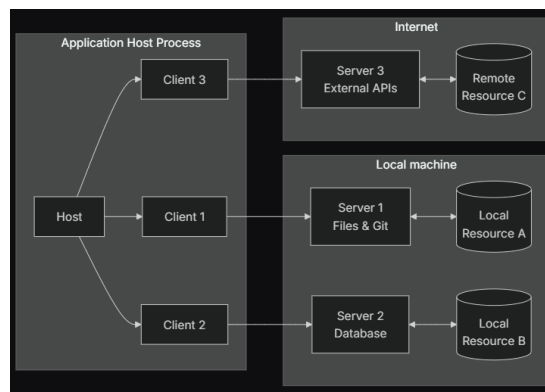 Application Host Process
Host
Client 3
Client 1
Client 2
Internet
Server 3
External APIs
Remote
Resource C
Local machine
Server 1
Files & Git
Local
Resource A
Server 2
Database
Local
Resource B